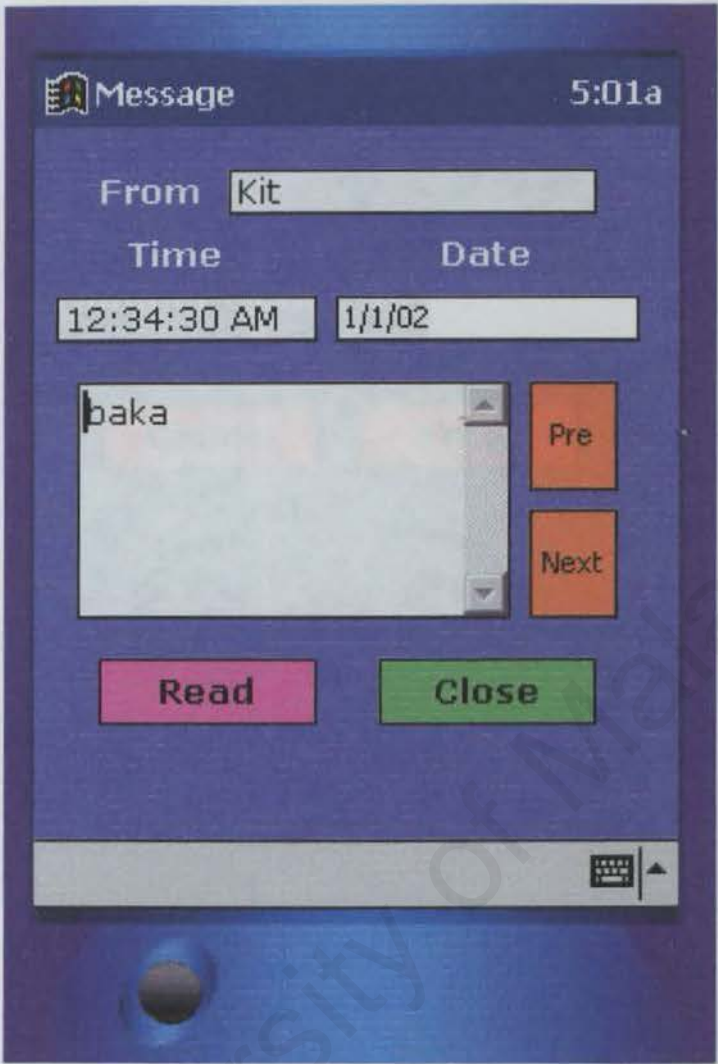 Message 5:01a
From Kit
Time Date
12:34:30 AM 1/1/02
baka
Pre
Next
Read Close